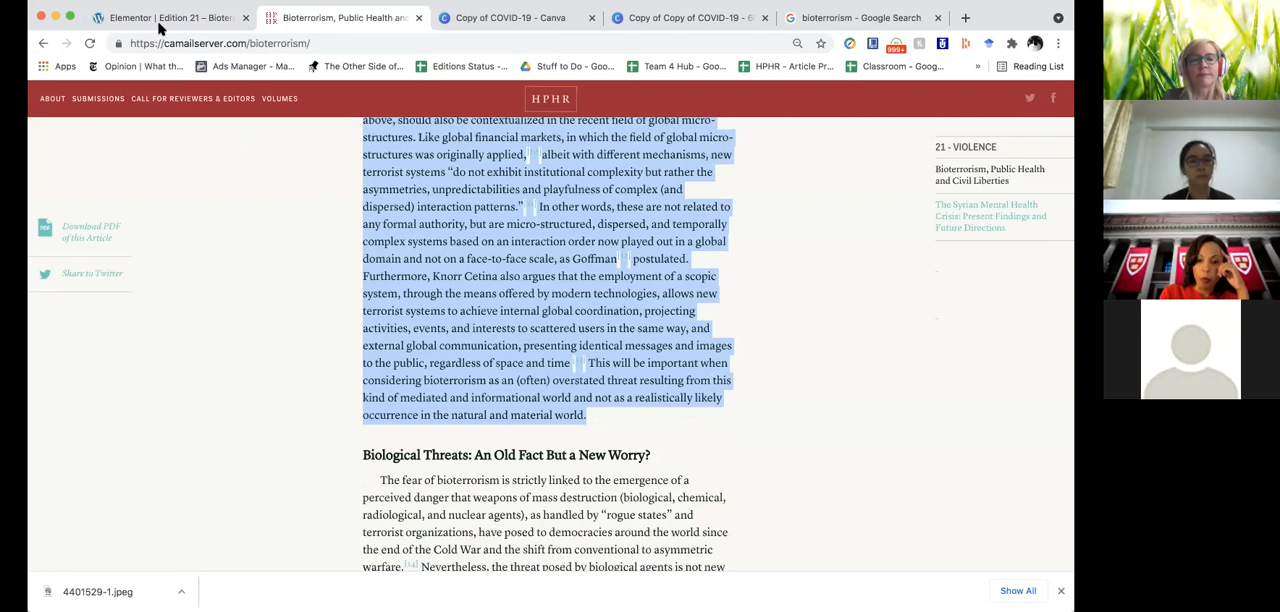 Elementor | Edition 21 – Bioter
Bioterrorism, Public Health an
Copy of COVID-19 - Canva
Copy of Copy of COVID-19 - 6
bioterrorism - Google Search
https://camailserver.com/bioterrorism/
999+
Apps
Opinion | What th...
Ads Manager - Ma...
The Other Side of...
Editions Status -...
Stuff to Do - Goo...
Team 4 Hub - Goo...
HPHR - Article Pr...
Classroom - Goog...
»
Reading List
ABOUT SUBMISSIONS CALL FOR REVIEWERS & EDITORS VOLUMES
HPHR
above, should also be contextualized in the recent field of global micro-
structures. Like global financial markets, in which the field of global micro-
structures was originally applied, albeit with different mechanisms, new
terrorist systems “do not exhibit institutional complexity but rather the
asymmetries, unpredictabilities and playfulness of complex (and
dispersed) interaction patterns.” In other words, these are not related to
any formal authority, but are micro-structured, dispersed, and temporally
complex systems based on an interaction order now played out in a global
domain and not on a face-to-face scale, as Goffman[12] postulated.
Furthermore, Knorr Cetina also argues that the employment of a scopic
system, through the means offered by modern technologies, allows new
terrorist systems to achieve internal global coordination, projecting
activities, events, and interests to scattered users in the same way, and
external global communication, presenting identical messages and images
to the public, regardless of space and time This will be important when
considering bioterrorism as an (often) overstated threat resulting from this
kind of mediated and informational world and not as a realistically likely
occurrence in the natural and material world.
Biological Threats: An Old Fact But a New Worry?
The fear of bioterrorism is strictly linked to the emergence of a
perceived danger that weapons of mass destruction (biological, chemical,
radiological, and nuclear agents), as handled by “rogue states” and
terrorist organizations, have posed to democracies around the world since
the end of the Cold War and the shift from conventional to asymmetric
warfare.[14] Nevertheless, the threat posed by biological agents is not new
Download PDF
of this Article
Share to Twitter
21 - VIOLENCE
Bioterrorism, Public Health
and Civil Liberties
The Syrian Mental Health
Crisis: Present Findings and
Future Directions
4401529-1.jpeg
Show All